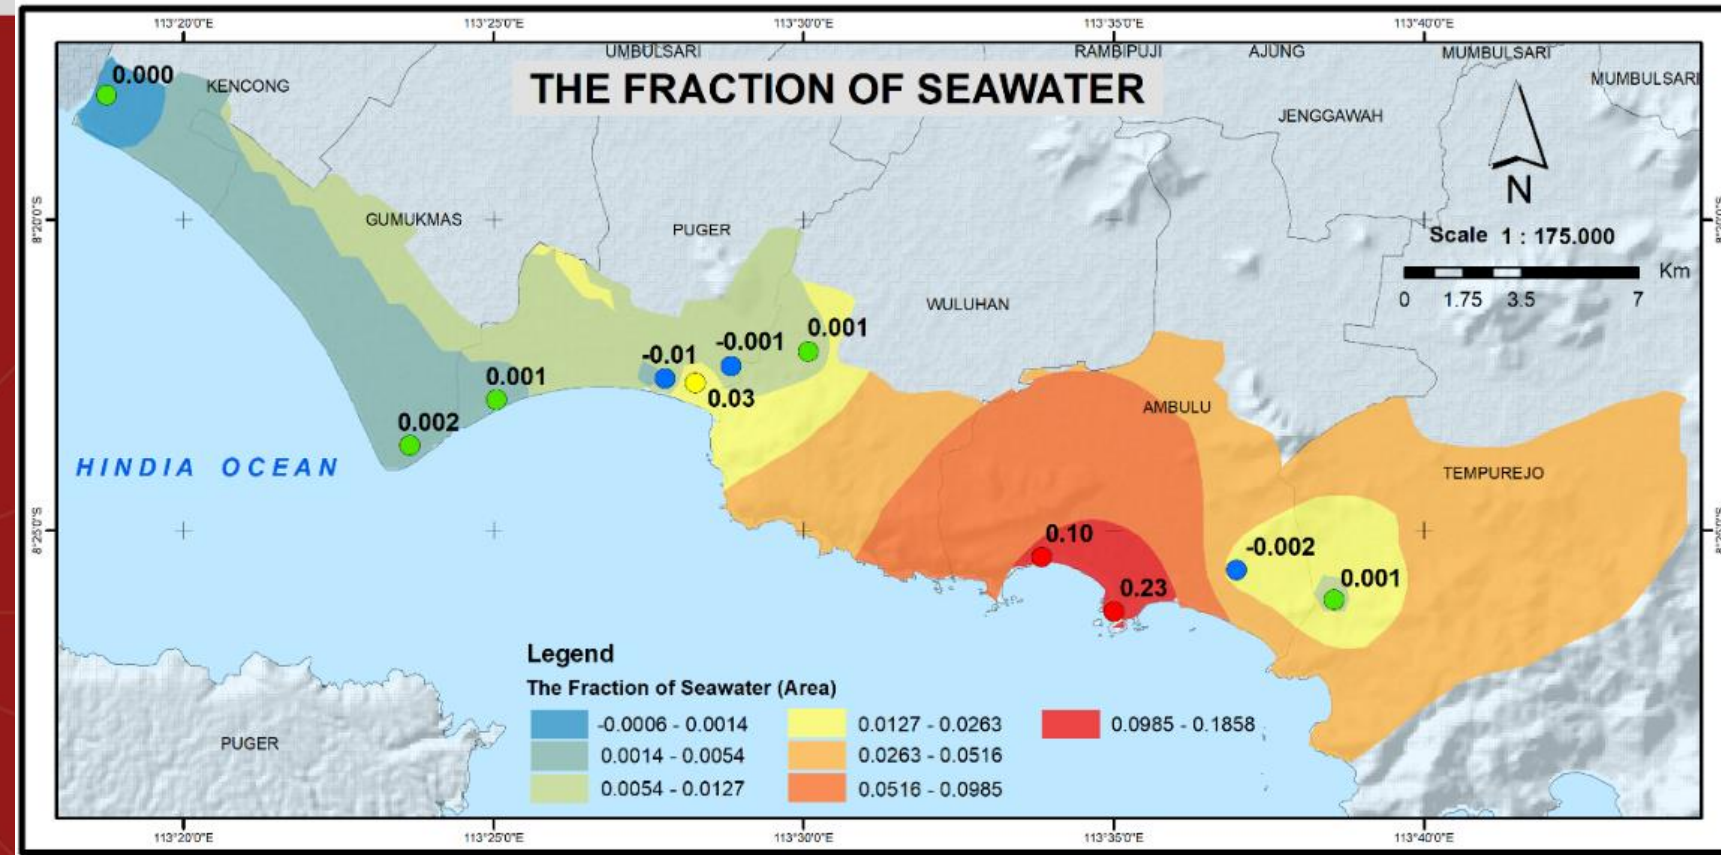 113°20'0"E 113°25'0"E 113°30'0"E 113°35'0"E 113°40'0"E
UMBULSARI RAMBIPUJI AJUNG MUMBULSARI
MUMBULSARI
0.000
KENCONG
THE FRACTION OF SEAWATER
JENGGAWAH
N
8°20'0"S
GUMUKMAS
PUGER
Scale 1 : 175.000
Km
0 1.75 3.5 7
WULUHAN
0.001
-0.001
-0.01
0.001
0.03
0.002
AMBULU
HINDIA OCEAN
TEMPUREJO
8°25'0"S
0.10
-0.002
0.001
0.23
Legend
The Fraction of Seawater (Area)
-0.0006 - 0.0014 0.0127 - 0.0263 0.0985 - 0.1858
0.0014 - 0.0054 0.0263 - 0.0516
0.0054 - 0.0127 0.0516 - 0.0985
PUGER
113°20'0"E 113°25'0"E 113°30'0"E 113°35'0"E 113°40'0"E